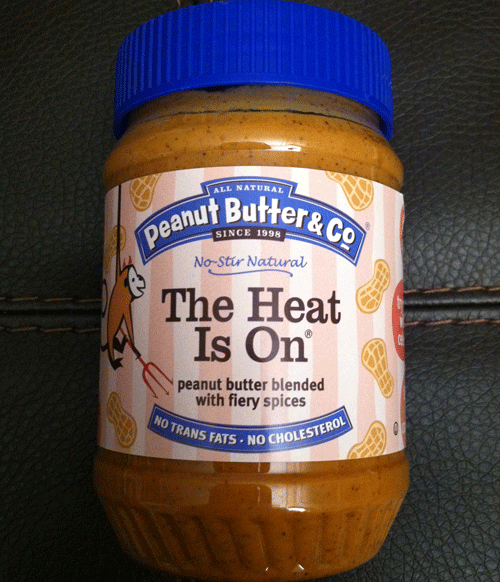 ALL NATURAL
Peanut Butter & Co®
SINCE 1998
No-Stir Natural
The Heat
Is On®
peanut butter blended
with fiery spices
NO TRANS FATS • NO CHOLESTEROL